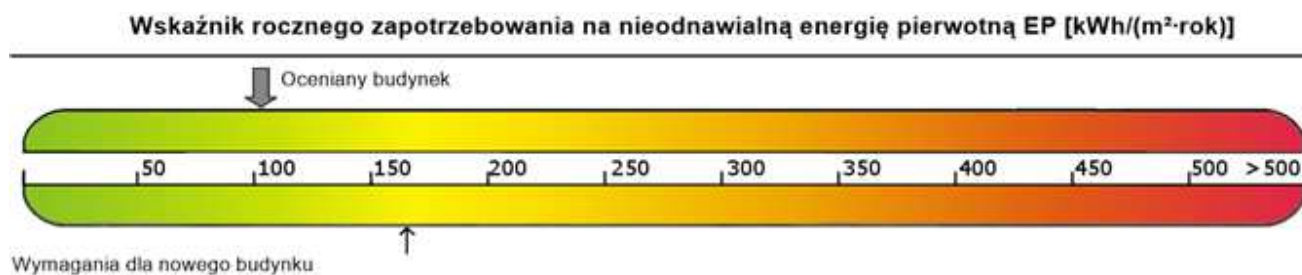 Wskaźnik rocznego zapotrzebowania na nieodnawialną energię pierwotną EP [kWh/(m²·rok)]
Oceniany budynek
50 100 150 200 250 300 350 400 450 500 > 500
Wymagania dla nowego budynku